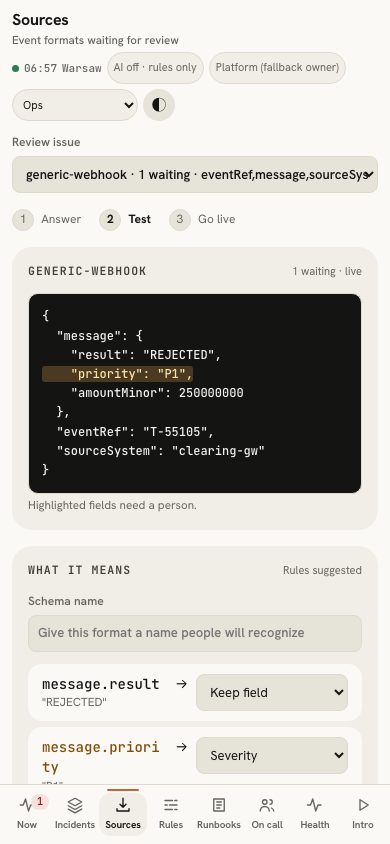 Sources
Event formats waiting for review
06:57 Warsaw
AI off · rules only
Platform (fallback owner)
Ops
Review issue
generic-webhook · 1 waiting · eventRef,message,sourceSys
1 Answer 2 Test 3 Go live
GENERIC-WEBHOOK 1 waiting · live
{
"message": {
"result": "REJECTED",
"priority": "P1",
"amountMinor": 250000000
},
"eventRef": "T-55105",
"sourceSystem": "clearing-gw"
}
Highlighted fields need a person.
WHAT IT MEANS Rules suggested
Schema name
Give this format a name people will recognize
message.result → Keep field
"REJECTED"
message.priori → Severity
ty
1
Now Incidents Sources Rules Runbooks On call Health Intro